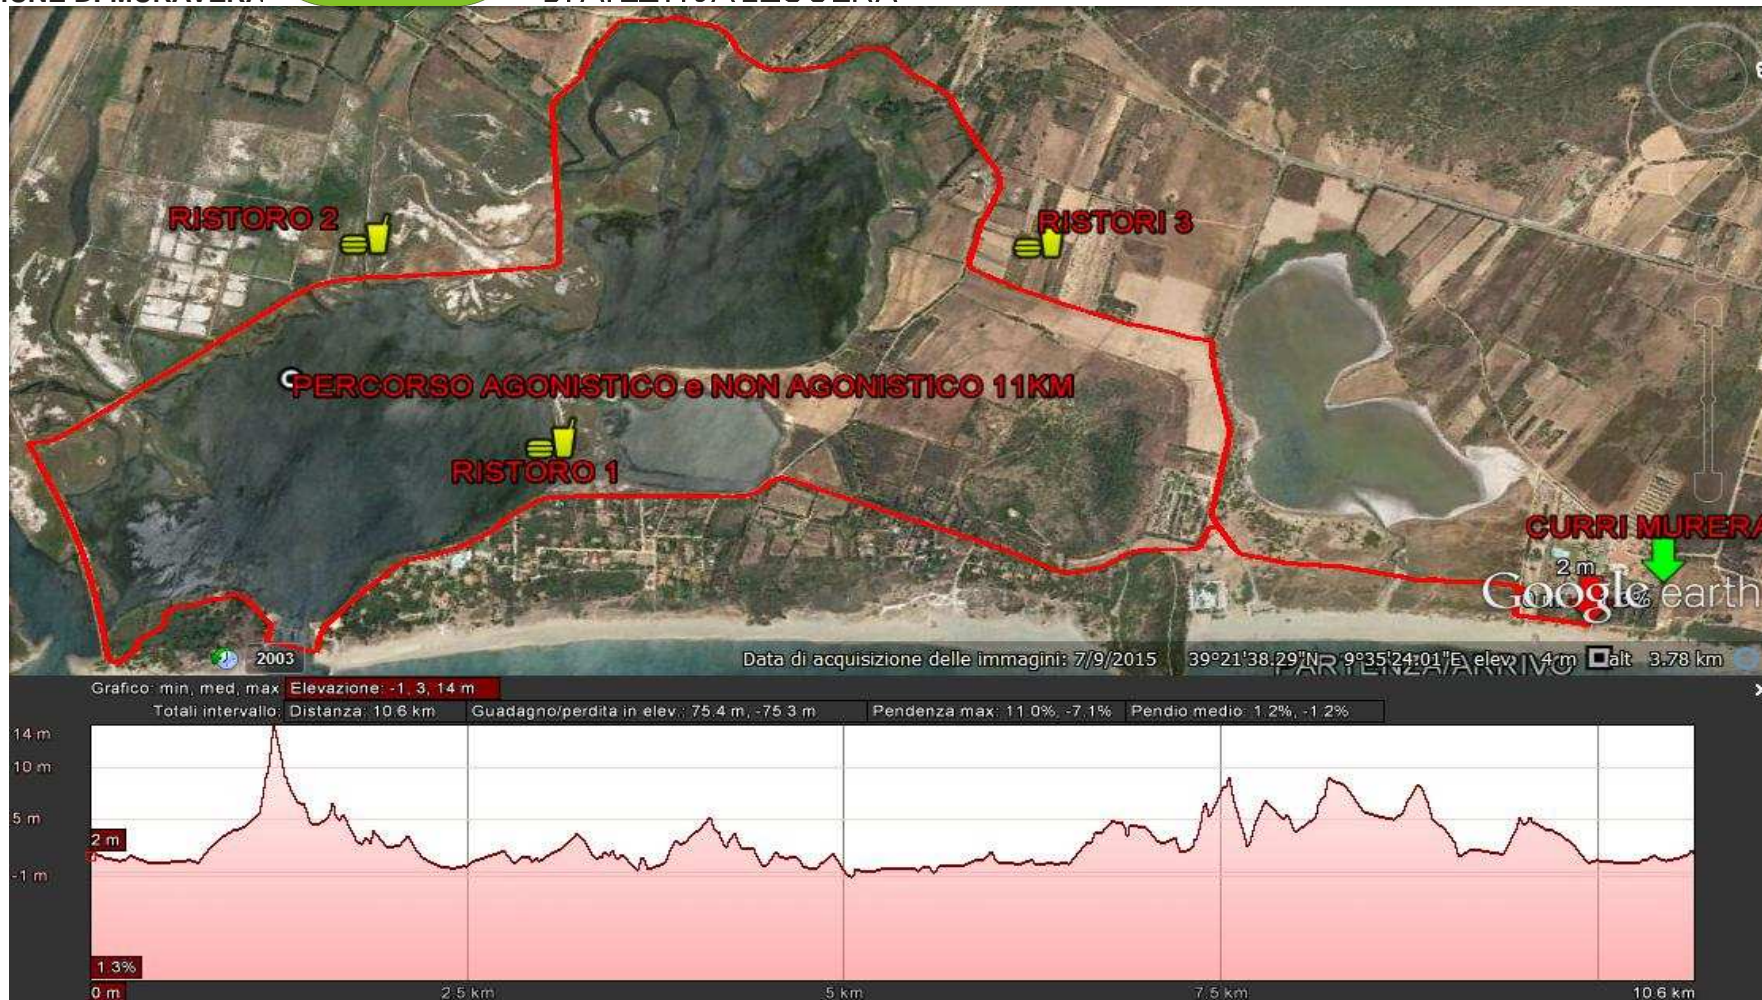 RISTORO 2
RISTORI 3
PERCORSO AGONISTICO e NON AGONISTICO 11KM
RISTORO 1
CURRI MURERA
2 m
Google earth
2003
Data di acquisizione delle immagini: 7/9/2015 39°21'38.29"N 9°35'24.01"E elev 4 m alt 3.78 km
PARTENZA/ARRIVO
Grafico: min, med, max Elevazione: -1, 3, 14 m
Totali intervallo: Distanza: 10.6 km Guadagno/perdita in elev.: 75.4 m, -75.3 m Pendenza max: 11.0%, -7.1% Pendio medio: 1.2%, -1.2%
14 m
10 m
5 m
2 m
-1 m
1.3%
0 m 2.5 km 5 km 7.5 km 10.6 km